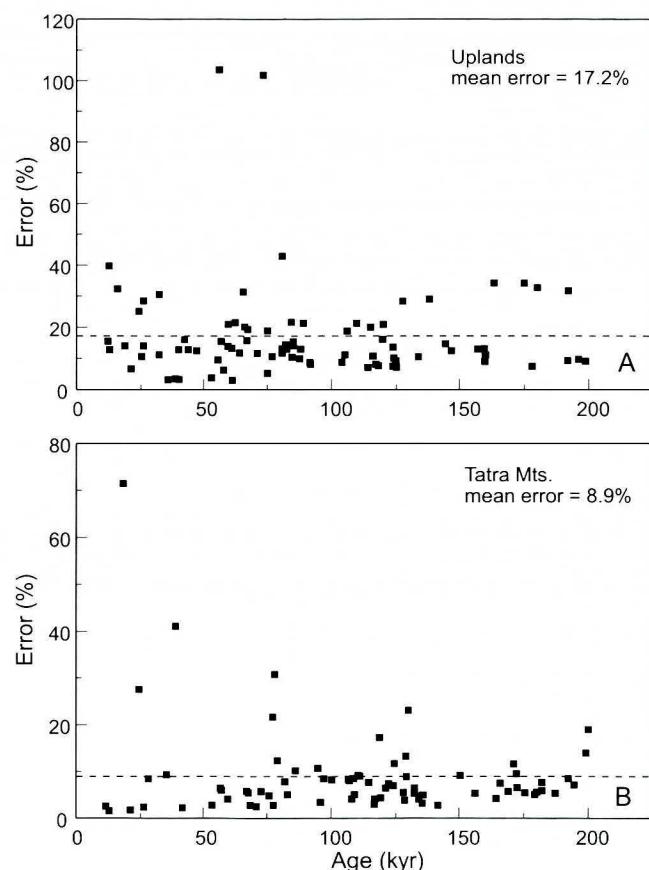 120
100
80
60
40
20
0
Error (%)
Uplands
mean error = 17.2%
A
0 50 100 150 200
80
60
40
20
0
Error (%)
Tatra Mts.
mean error = 8.9%
B
0 50 100 150 200
Age (kyr)